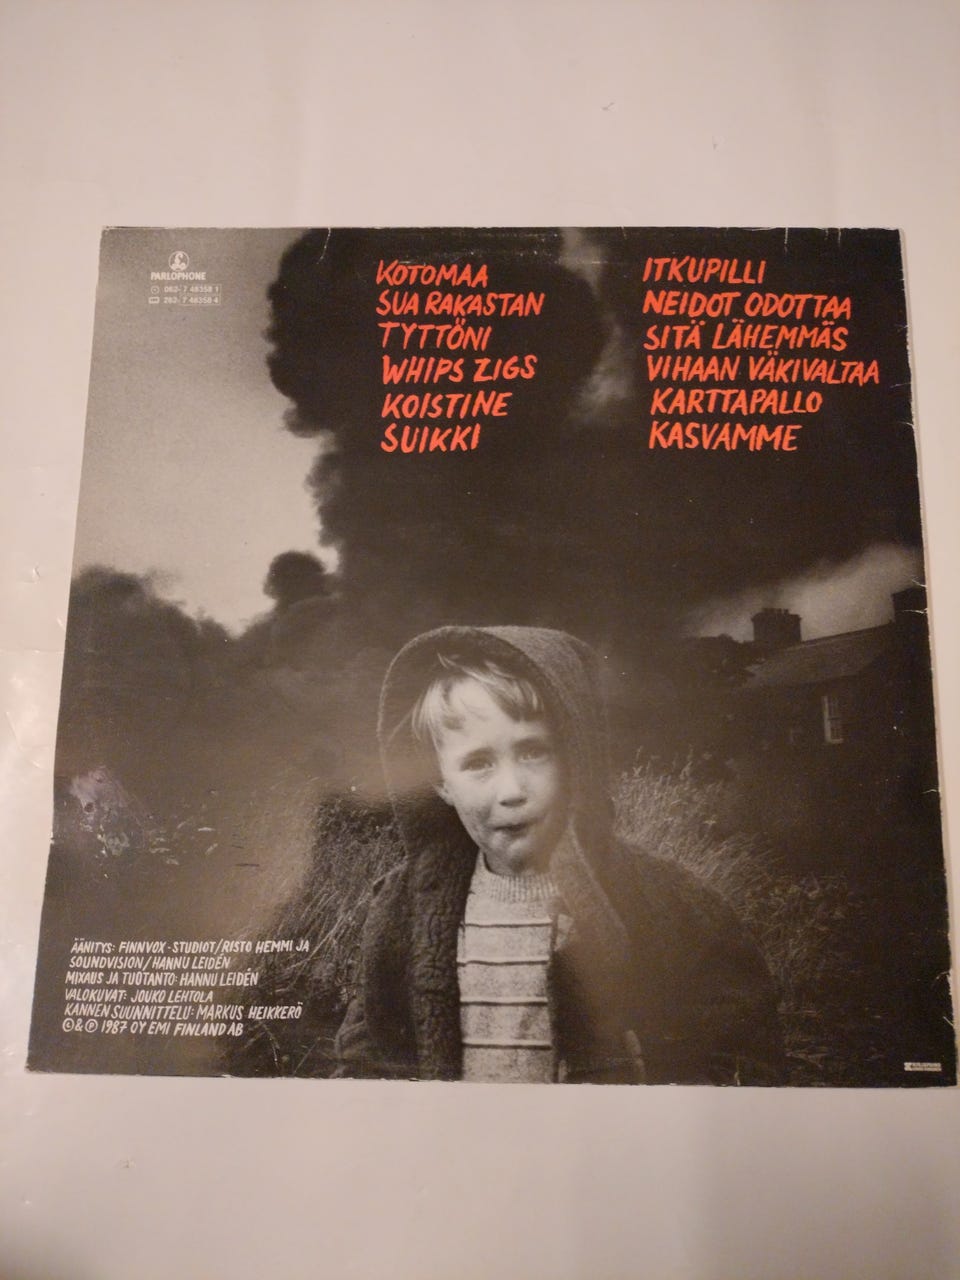 PARLOPHONE
062- 7 48358 1
262- 7 48358 4
KOTOMAA
SUA RAKASTAN
TYTTÖNI
WHIPS ZIGS
KOISTINE
SUIKKI
ITKUPILLI
NEIDOT ODOTTAA
SITÄ LÄHEMMÄS
VIHAAN VÄKIVALTAA
KARTTAPALLO
KASVAMME
ÄÄNITYS: FINNVOX-STUDIOT/RISTO HEMMI JA
SOUNDVISION/HANNU LEIDÉN
MIXAUS JA TUOTANTO: HANNU LEIDÉN
VALOKUVAT: JOUKO LEHTOLA
KANNEN SUUNNITTELU: MARKUS HEIKKERÖ
© & ℗ 1987 OY EMI FINLAND AB